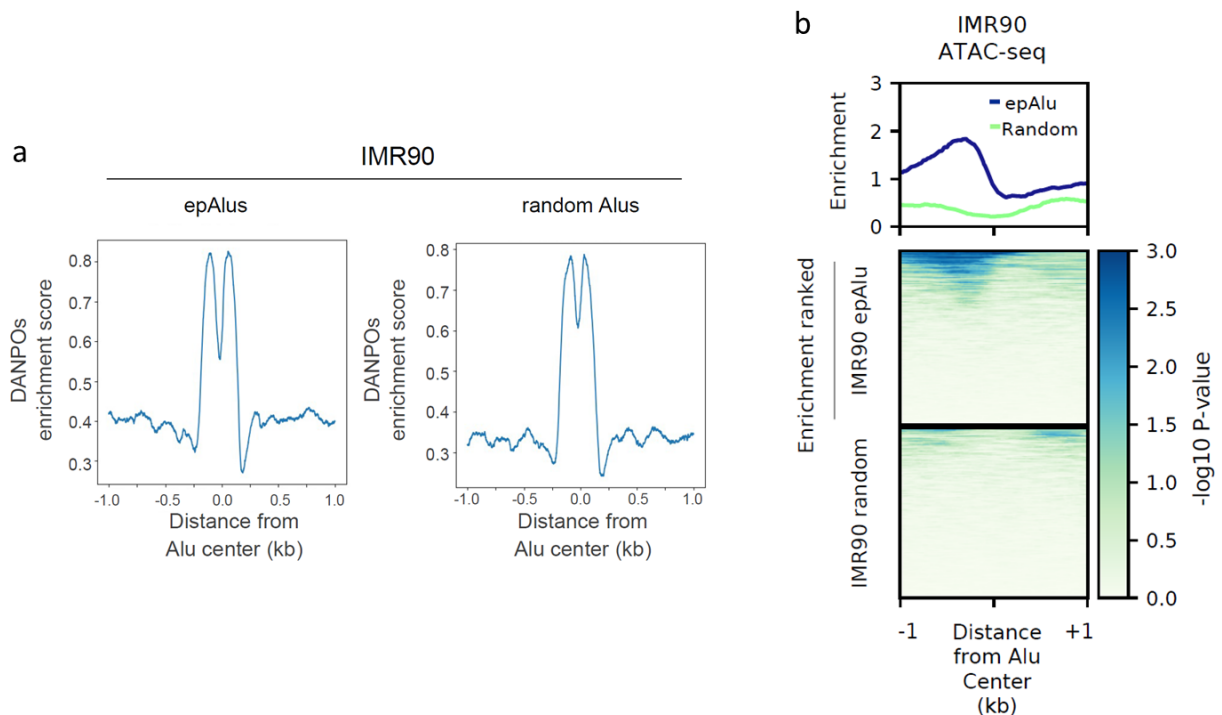 a
IMR90
epAlus
random Alus
DANPOs
enrichment score
0.8
0.7
0.6
0.5
0.4
0.3
-1.0
-0.5
0.0
0.5
1.0
Distance from
Alu center (kb)
DANPOs
enrichment score
0.8
0.7
0.6
0.5
0.4
0.3
-1.0
-0.5
0.0
0.5
1.0
Distance from
Alu center (kb)
b
IMR90
ATAC-seq
Enrichment
3
2
1
0
epAlu
Random
Enrichment ranked
IMR90 epAlu
IMR90 random
3.0
2.5
2.0
1.5
1.0
0.5
0.0
-log10 P-value
-1
Distance
+1
from Alu
Center
(kb)